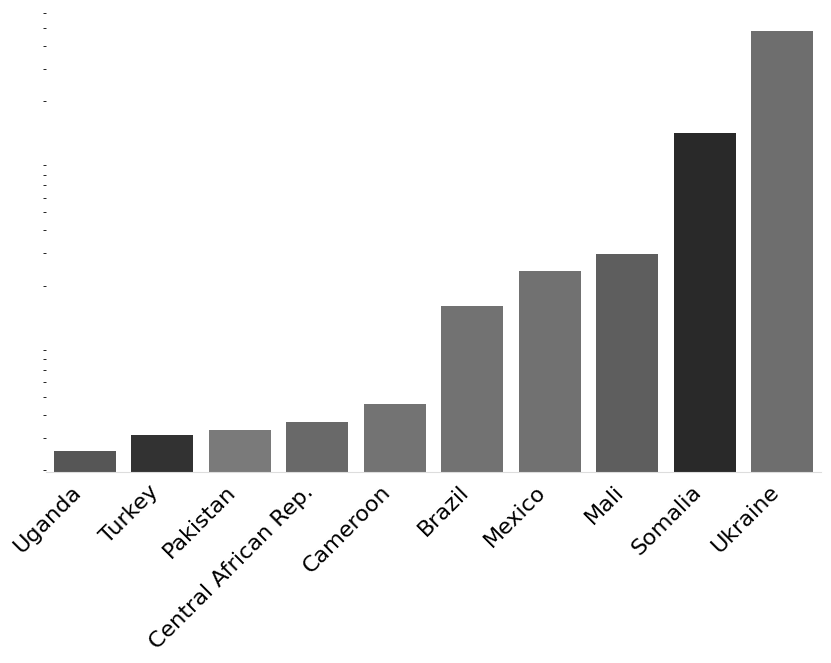 Uganda
Turkey
Pakistan
Central African Rep.
Cameroon
Brazil
Mexico
Mali
Somalia
Ukraine